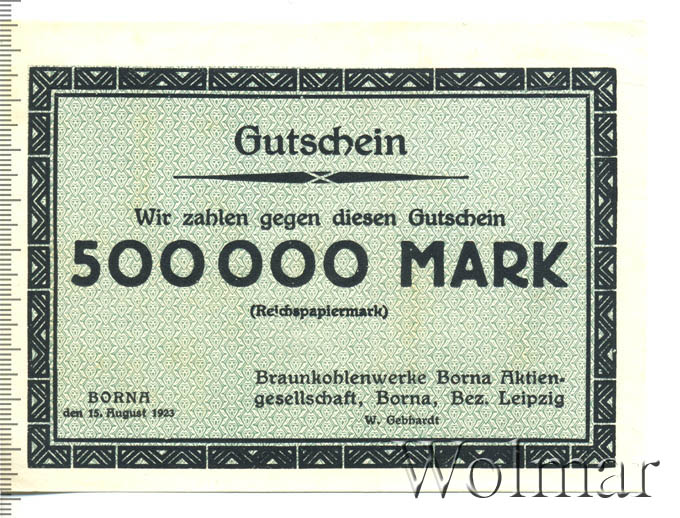 Gutschein
Wir zahlen gegen diesen Gutschein
500000 MARK
(Reichspapiermark)
BORNA
den 15. August 1923
Braunkohlenwerke Borna Aktien-
gesellschaft, Borna, Bez. Leipzig
W. Gebhardt
Wolmar